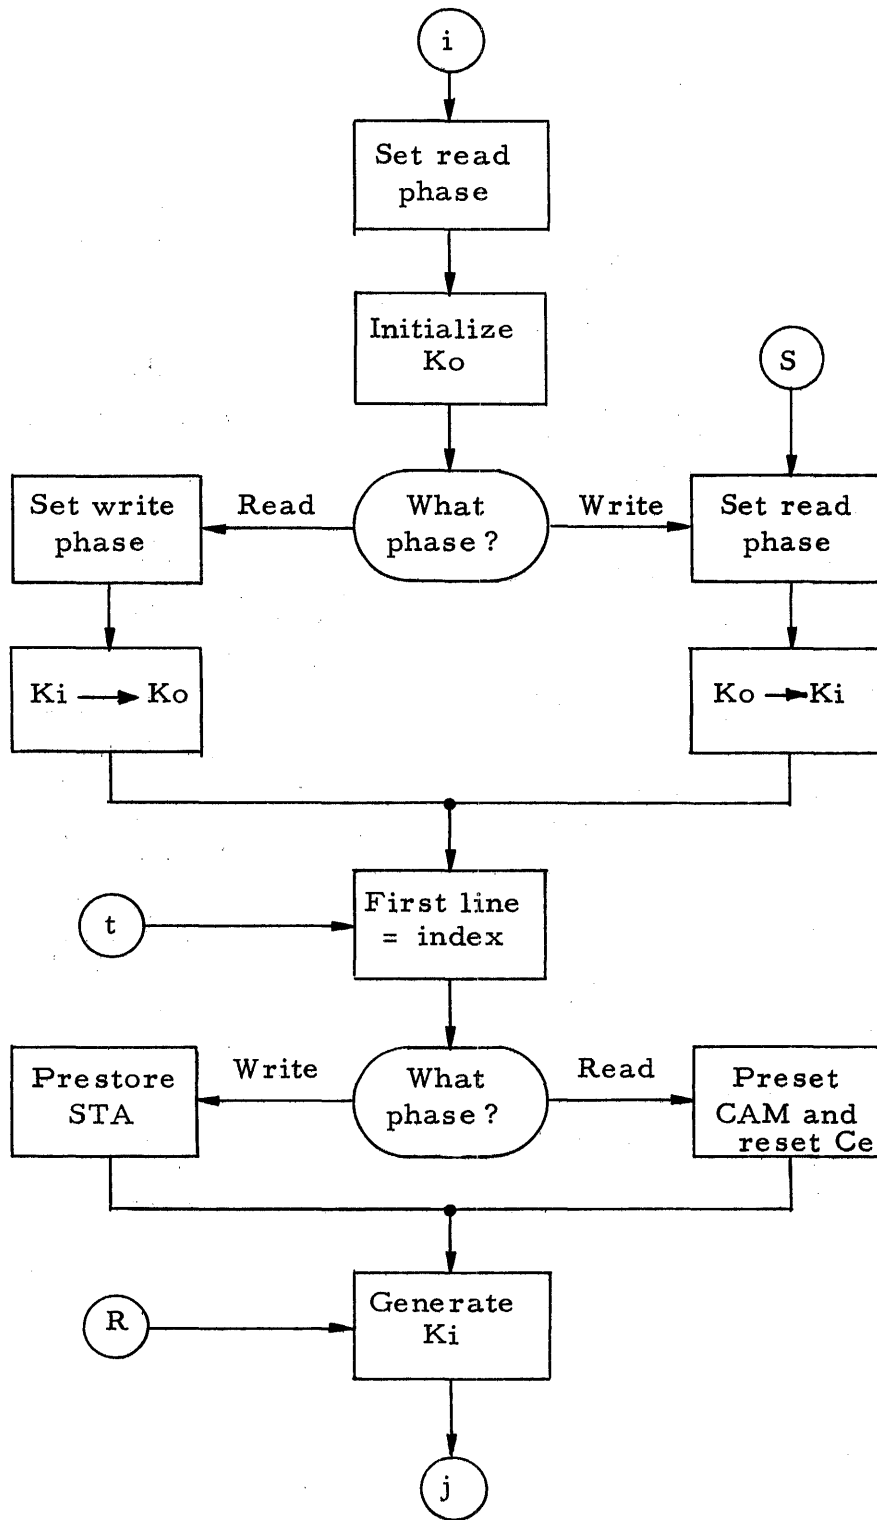 i
Set read
phase
Initialize
Ko
S
Set write
phase
Read
What
phase?
Write
Set read
phase
Ki → Ko
Ko → Ki
t
First line
= index
Prestore
STA
Write
What
phase?
Read
Preset
CAM and
reset Ce
R
Generate
Ki
j